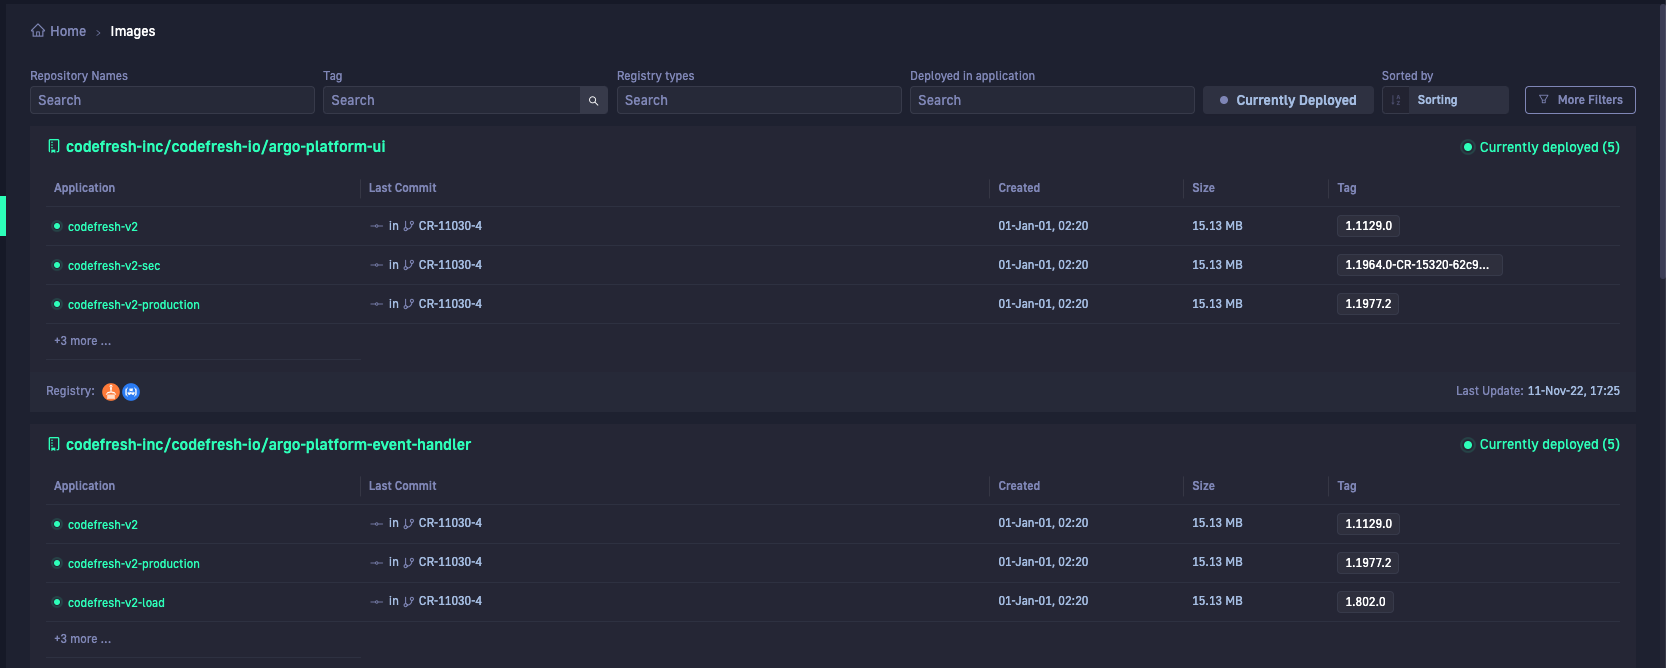 Home > Images
Repository Names Tag Registry types Deployed in application Sorted by
Search Search Search Search Currently Deployed Sorting More Filters
codefresh-inc/codefresh-io/argo-platform-ui Currently deployed (5)
Application Last Commit Created Size Tag
codefresh-v2 in CR-11030-4 01-Jan-01, 02:20 15.13 MB 1.1129.0
codefresh-v2-sec in CR-11030-4 01-Jan-01, 02:20 15.13 MB 1.1964.0-CR-15320-62c9...
codefresh-v2-production in CR-11030-4 01-Jan-01, 02:20 15.13 MB 1.1977.2
+3 more ...
Registry: Last Update: 11-Nov-22, 17:25
codefresh-inc/codefresh-io/argo-platform-event-handler Currently deployed (5)
Application Last Commit Created Size Tag
codefresh-v2 in CR-11030-4 01-Jan-01, 02:20 15.13 MB 1.1129.0
codefresh-v2-production in CR-11030-4 01-Jan-01, 02:20 15.13 MB 1.1977.2
codefresh-v2-load in CR-11030-4 01-Jan-01, 02:20 15.13 MB 1.802.0
+3 more ...